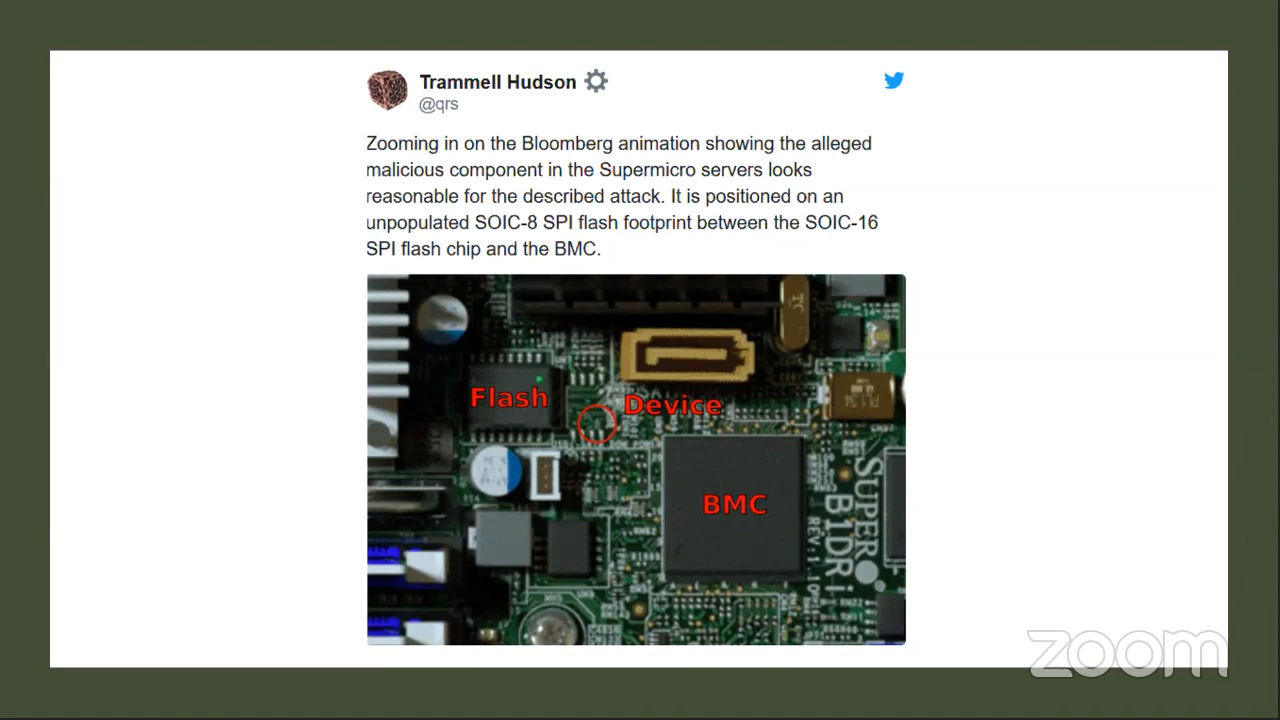 Trammell Hudson
@qrs
Zooming in on the Bloomberg animation showing the alleged
malicious component in the Supermicro servers looks
reasonable for the described attack. It is positioned on an
unpopulated SOIC-8 SPI flash footprint between the SOIC-16
SPI flash chip and the BMC.
Flash
Device
BMC
SUPER
BIDRi
REV:1.10
zoom